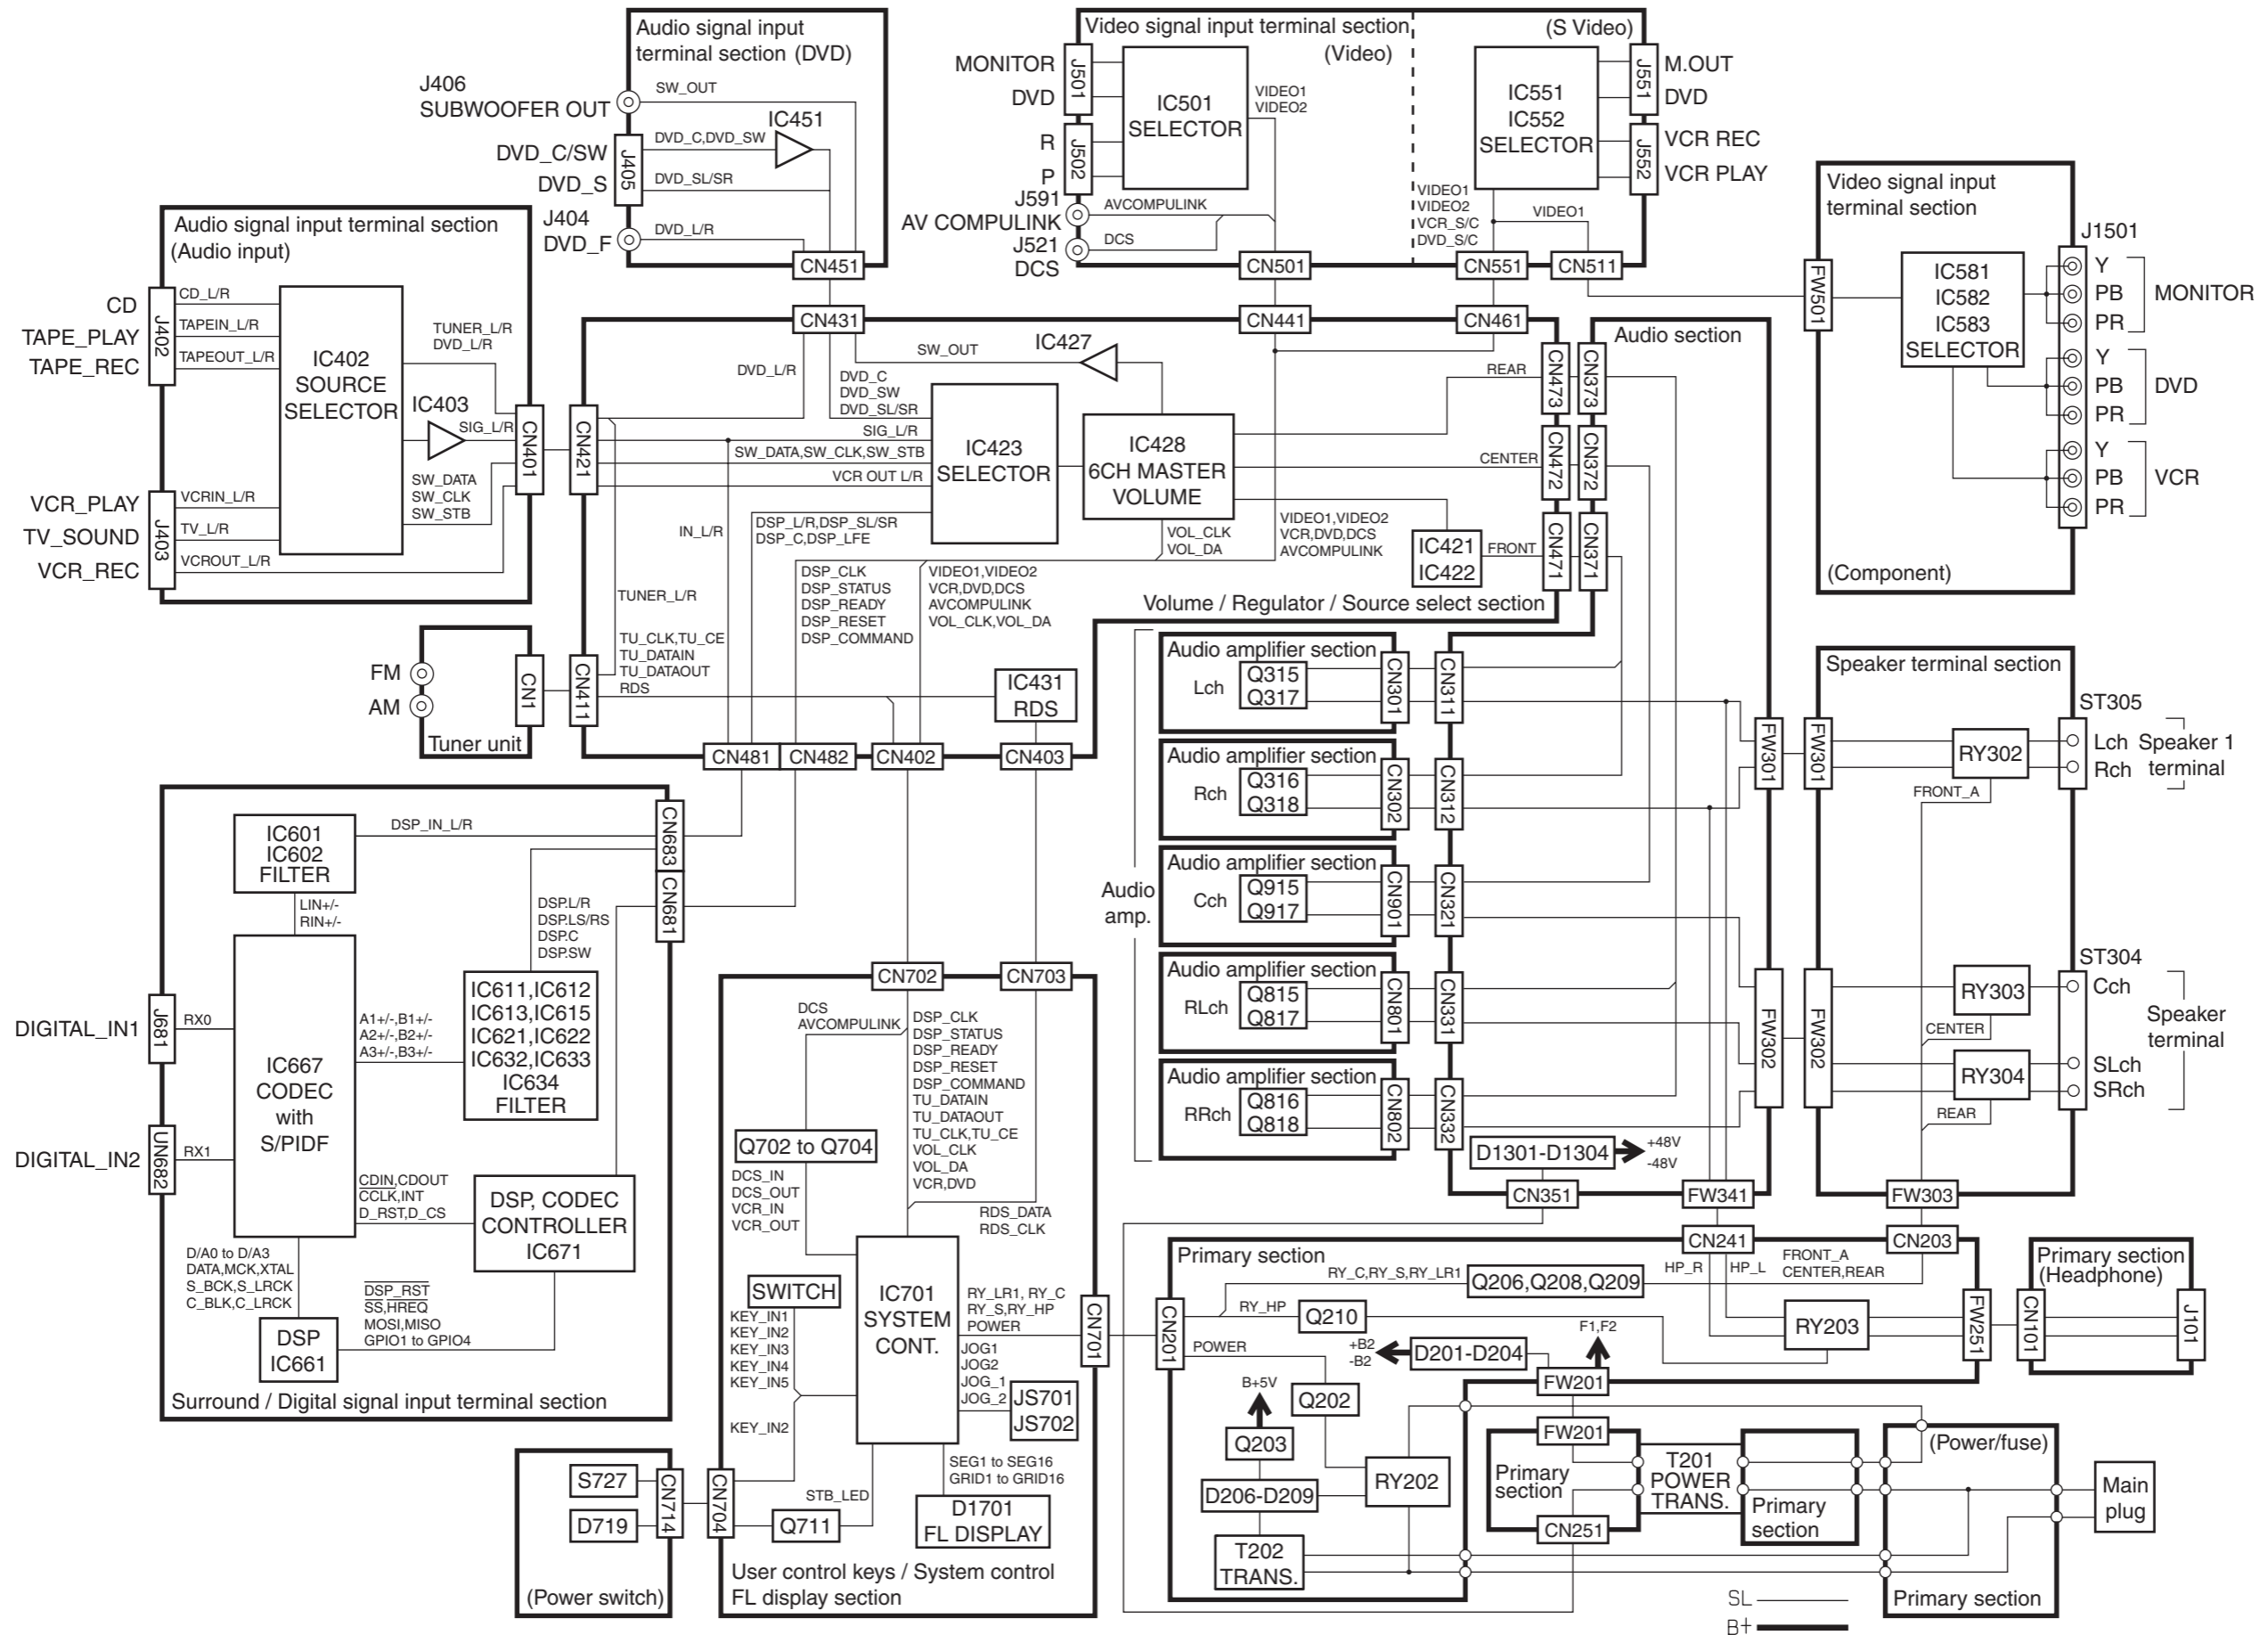 Audio signal input
terminal section (DVD)
J406
SUBWOOFER OUT
SW_OUT
IC451
DVD_C,DVD_SW
DVD_C/SW
DVD_S
J405
DVD_SL/SR
J404
DVD_F
DVD_L/R
CN451
Video signal input terminal section
(Video)
(S Video)
MONITOR
DVD
J501
R
P
J502
IC501
SELECTOR
VIDEO1
VIDEO2
J591
AV COMPULINK
AVCOMPULINK
J521
DCS
DCS
CN501
IC551
IC552
SELECTOR
J551
M.OUT
DVD
J552
VCR REC
VCR PLAY
VIDEO1
VIDEO2
VCR_S/C
DVD_S/C
VIDEO1
CN551
CN511
Video signal input
terminal section
J1501
FW501
IC581
IC582
IC583
SELECTOR
Y
PB
PR
MONITOR
Y
PB
PR
DVD
Y
PB
PR
VCR
(Component)
Audio signal input terminal section
(Audio input)
CD
TAPE_PLAY
TAPE_REC
J402
CD_L/R
TAPEIN_L/R
TAPEOUT_L/R
IC402
SOURCE
SELECTOR
TUNER_L/R
DVD_L/R
IC403
SIG_L/R
CN401
SW_DATA
SW_CLK
SW_STB
VCR_PLAY
TV_SOUND
VCR_REC
J403
VCRIN_L/R
TV_L/R
VCROUT_L/R
CN431
CN441
CN461
SW_OUT
IC427
DVD_L/R
DVD_C
DVD_SW
DVD_SL/SR
CN421
SIG_L/R
SW_DATA,SW_CLK,SW_STB
VCR OUT L/R
IC423
SELECTOR
IC428
6CH MASTER
VOLUME
REAR
CENTER
FRONT
CN473
CN472
CN471
IC421
IC422
IN_L/R
DSP_L/R,DSP_SL/SR
DSP_C,DSP_LFE
VOL_CLK
VOL_DA
VIDEO1,VIDEO2
VCR,DVD,DCS
AVCOMPULINK
DSP_CLK
DSP_STATUS
DSP_READY
DSP_RESET
DSP_COMMAND
VIDEO1,VIDEO2
VCR,DVD,DCS
AVCOMPULINK
VOL_CLK,VOL_DA
TUNER_L/R
TU_CLK,TU_CE
TU_DATAIN
TU_DATAOUT
RDS
Volume / Regulator / Source select section
IC431
RDS
CN411
CN481
CN482
CN402
CN403
FM
AM
CN1
Tuner unit
Audio section
CN373
CN372
CN371
Audio
amp.
Audio amplifier section
Lch
Q315
Q317
CN301
CN311
Audio amplifier section
Rch
Q316
Q318
CN302
CN312
Audio amplifier section
Cch
Q915
Q917
CN901
CN321
Audio amplifier section
RLch
Q815
Q817
CN801
CN331
Audio amplifier section
RRch
Q816
Q818
CN802
CN332
D1301-D1304
+48V
-48V
CN351
FW341
FW301
FW302
Speaker terminal section
FW301
FW302
RY302
FRONT_A
ST305
Lch
Rch
Speaker 1
terminal
ST304
RY303
Cch
CENTER
RY304
SLch
SRch
REAR
Speaker
terminal
FW303
IC601
IC602
FILTER
DSP_IN_L/R
CN683
CN681
LIN+/-
RIN+/-
DSP.L/R
DSP.LS/RS
DSP.C
DSP.SW
DIGITAL_IN1
J681
RX0
DIGITAL_IN2
UN682
RX1
IC667
CODEC
with
S/PIDF
A1+/-,B1+/-
A2+/-,B2+/-
A3+/-,B3+/-
IC611,IC612
IC613,IC615
IC621,IC622
IC632,IC633
IC634
FILTER
CDIN,CDOUT
CCLK,INT
D_RST,D_CS
DSP, CODEC
CONTROLLER
IC671
D/A0 to D/A3
DATA,MCK,XTAL
S_BCK,S_LRCK
C_BLK,C_LRCK
DSP_RST
SS,HREQ
MOSI,MISO
GPIO1 to GPIO4
DSP
IC661
Surround / Digital signal input terminal section
CN702
CN703
DCS
AVCOMPULINK
DSP_CLK
DSP_STATUS
DSP_READY
DSP_RESET
DSP_COMMAND
TU_DATAIN
TU_DATAOUT
TU_CLK,TU_CE
VOL_CLK
VOL_DA
VCR,DVD
Q702 to Q704
DCS_IN
DCS_OUT
VCR_IN
VCR_OUT
RDS_DATA
RDS_CLK
SWITCH
KEY_IN1
KEY_IN2
KEY_IN3
KEY_IN4
KEY_IN5
KEY_IN2
IC701
SYSTEM
CONT.
RY_LR1, RY_C
RY_S,RY_HP
POWER
JOG1
JOG2
JOG_1
JOG_2
JS701
JS702
CN701
SEG1 to SEG16
GRID1 to GRID16
D1701
FL DISPLAY
STB_LED
Q711
CN704
User control keys / System control
FL display section
S727
D719
CN714
(Power switch)
Primary section
CN241
CN203
HP_R
HP_L
FRONT_A
CENTER,REAR
RY_C,RY_S,RY_LR1
Q206,Q208,Q209
CN201
RY_HP
Q210
RY203
FW251
POWER
+B2
-B2
D201-D204
F1,F2
FW201
B+5V
Q202
Q203
D206-D209
RY202
T202
TRANS.
FW201
Primary
section
CN251
T201
POWER
TRANS.
Primary
section
(Power/fuse)
Primary section
Main
plug
Primary section
(Headphone)
CN101
J101
SL
B+